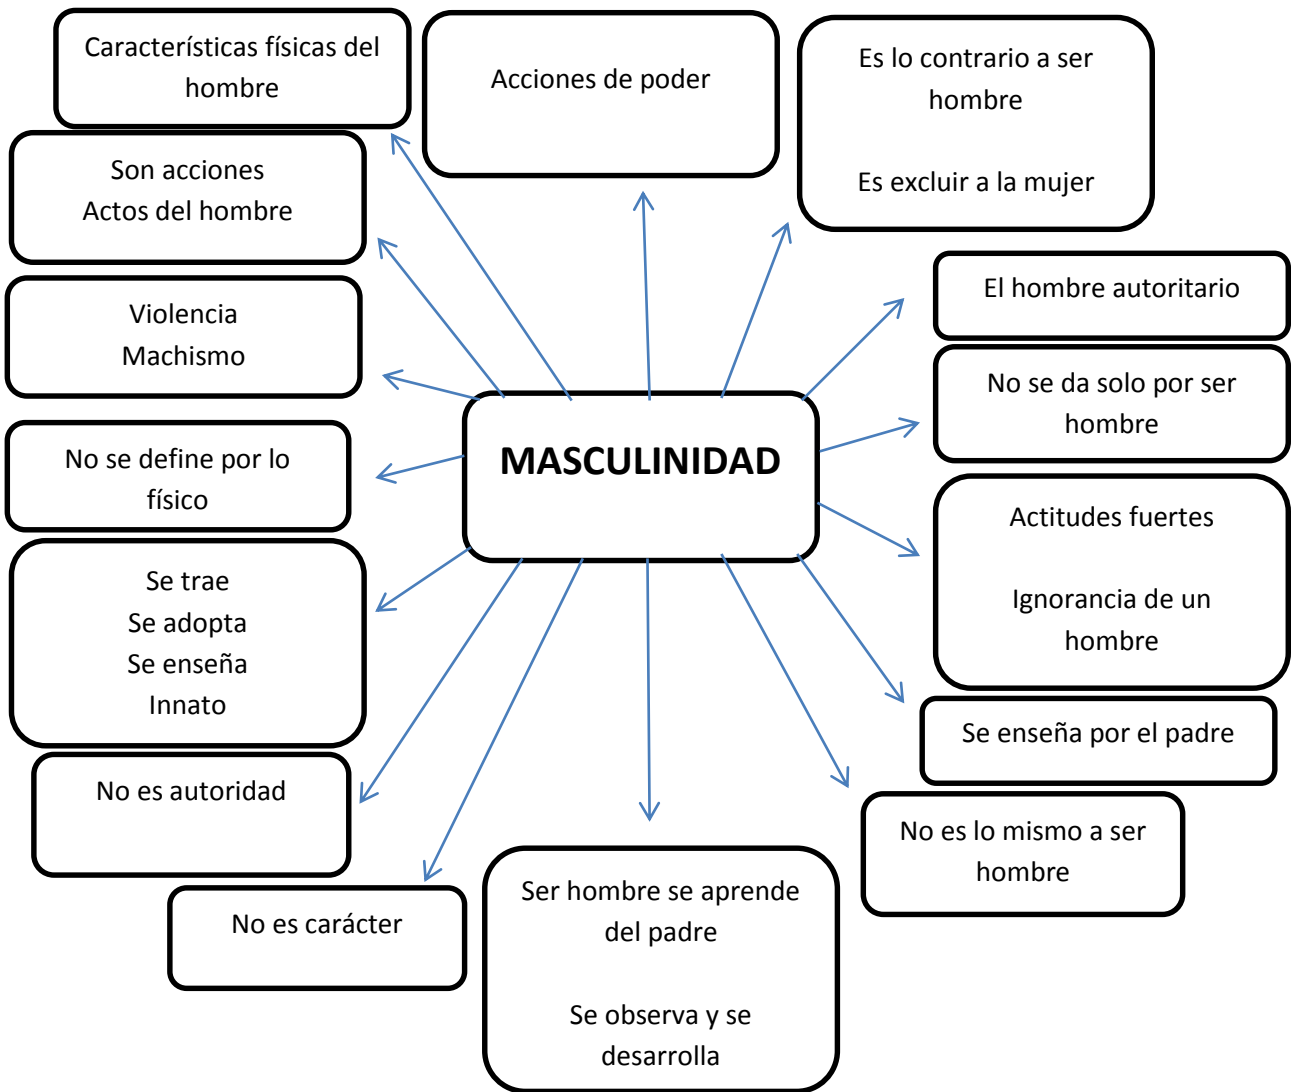 Características físicas del
hombre
Acciones de poder
Es lo contrario a ser
hombre
Es excluir a la mujer
Son acciones
Actos del hombre
El hombre autoritario
Violencia
Machismo
No se da solo por ser
hombre
MASCULINIDAD
No se define por lo
físico
Actitudes fuertes
Ignorancia de un
hombre
Se trae
Se adopta
Se enseña
Innato
Se enseña por el padre
No es autoridad
No es lo mismo a ser
hombre
No es carácter
Ser hombre se aprende
del padre
Se observa y se
desarrolla